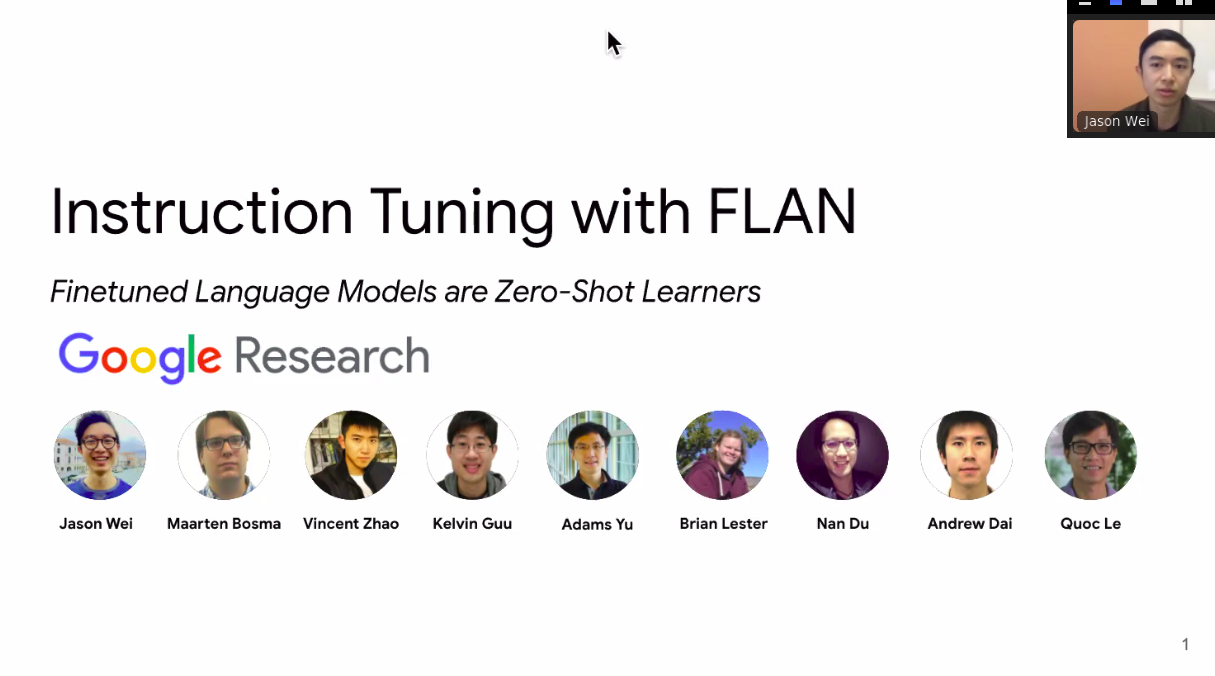 Jason Wei
Instruction Tuning with FLAN
Finetuned Language Models are Zero-Shot Learners
Google Research
Jason Wei
Maarten Bosma
Vincent Zhao
Kelvin Guu
Adams Yu
Brian Lester
Nan Du
Andrew Dai
Quoc Le
1